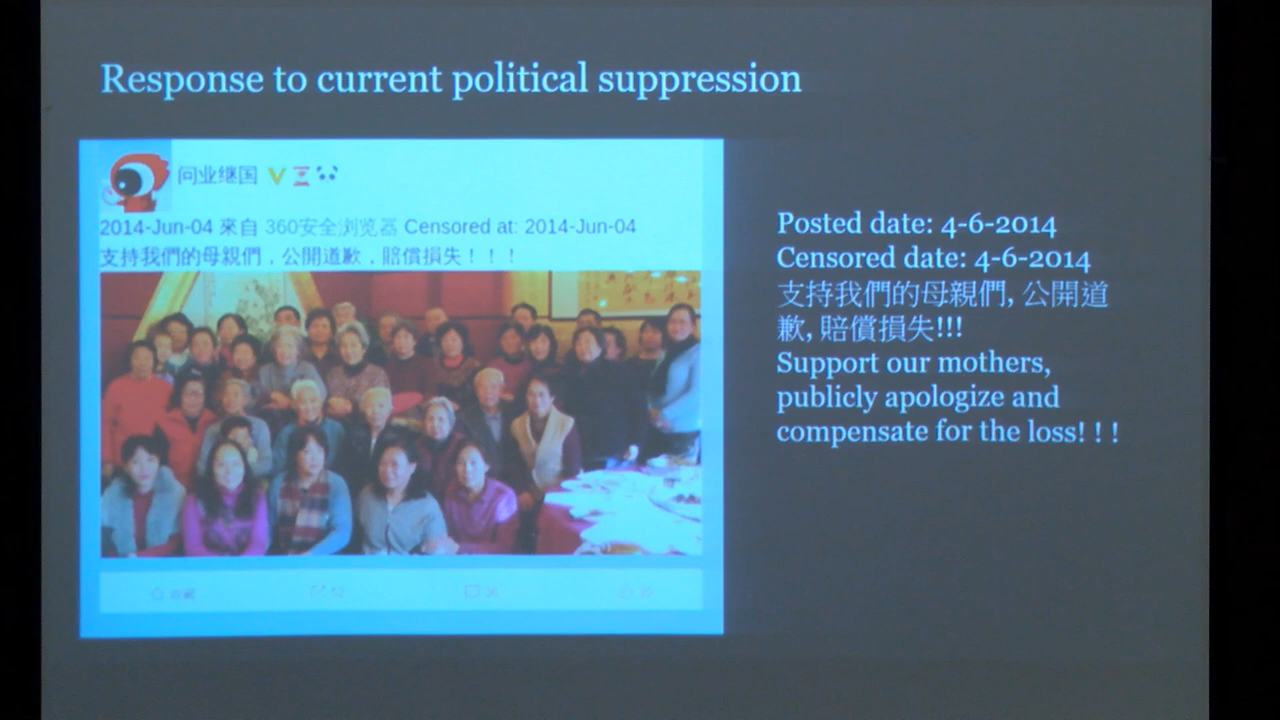 Response to current political suppression
问业继国 V
2014-Jun-04 來自 360安全浏览器 Censored at: 2014-Jun-04
支持我們的母親們，公開道歉，賠償損失！！！
收藏
Posted date: 4-6-2014
Censored date: 4-6-2014
支持我們的母親們, 公開道
歉, 賠償損失!!!
Support our mothers,
publicly apologize and
compensate for the loss! ! !